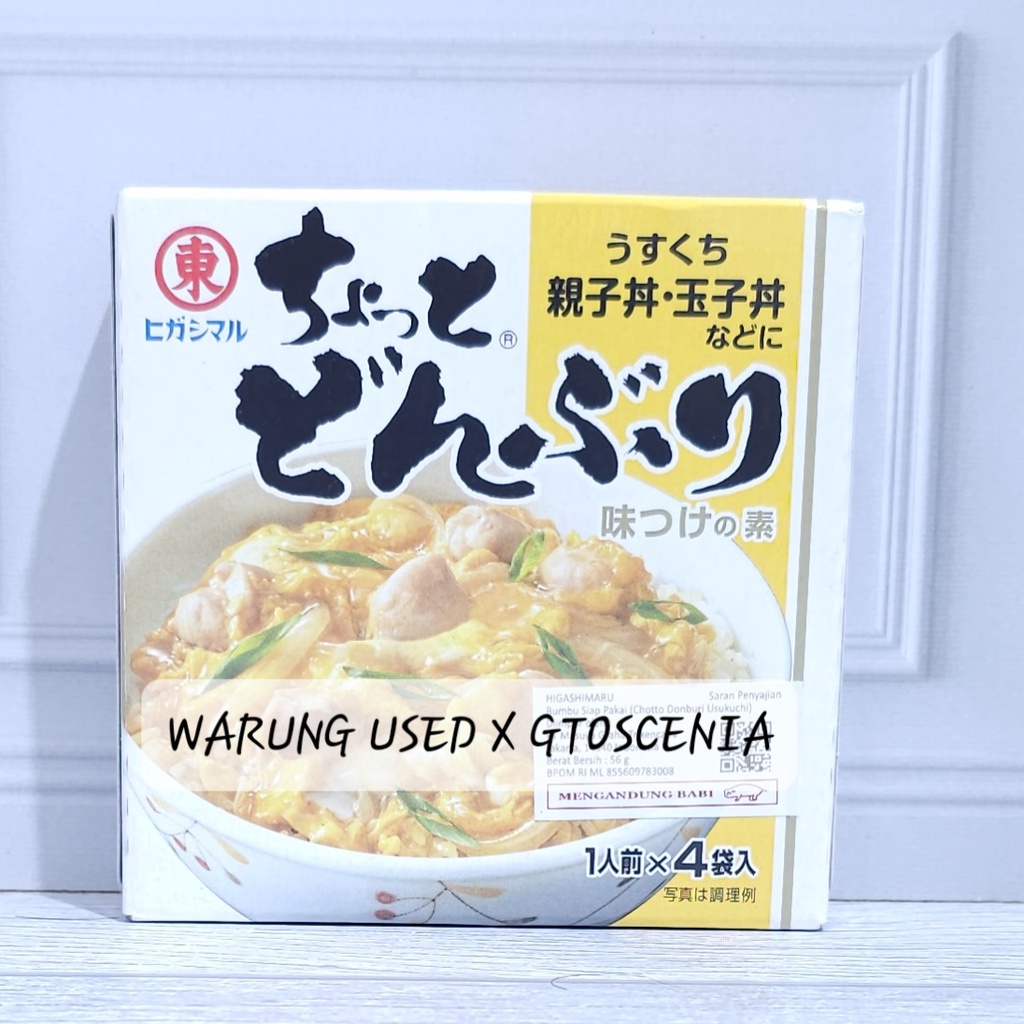 東
ヒガシマル
ちょっと®
どんぶり
うすくち
親子丼・玉子丼
などに
味つけの素
HIGASHIMARU Saran Penyajian
Bumbu Siap Pakai (Chotto Donburi Usukuchi)
WARUNG USED X GTOSCENIA
Berat Bersih : 56 g
BPOM RI ML 855609783008
MENGANDUNG BABI
1人前×4袋入
写真は調理例